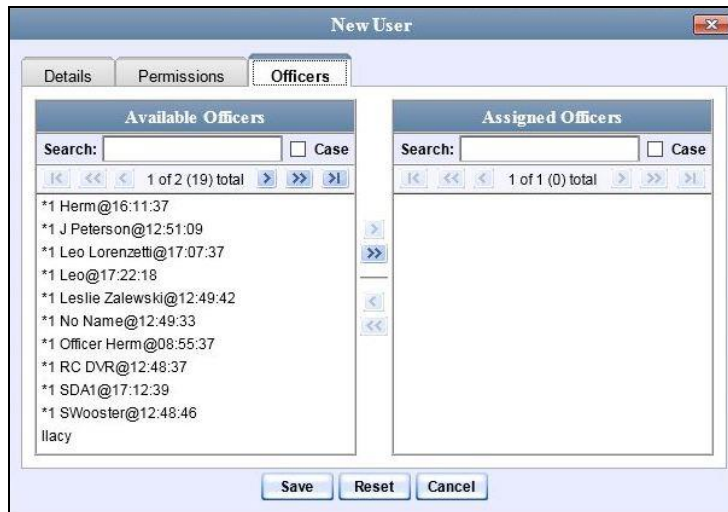 New User
Details Permissions Officers
Available Officers
Search: Case
1 of 2 (19) total
*1 Herm@16:11:37
*1 J Peterson@12:51:09
*1 Leo Lorenzetti@17:07:37
*1 Leo@17:22:18
*1 Leslie Zalewski@12:49:42
*1 No Name@12:49:33
*1 Officer Herm@08:55:37
*1 RC DVR@12:48:37
*1 SDA1@17:12:39
*1 SWooster@12:48:46
llacy
Assigned Officers
Search: Case
1 of 1 (0) total
Save Reset Cancel